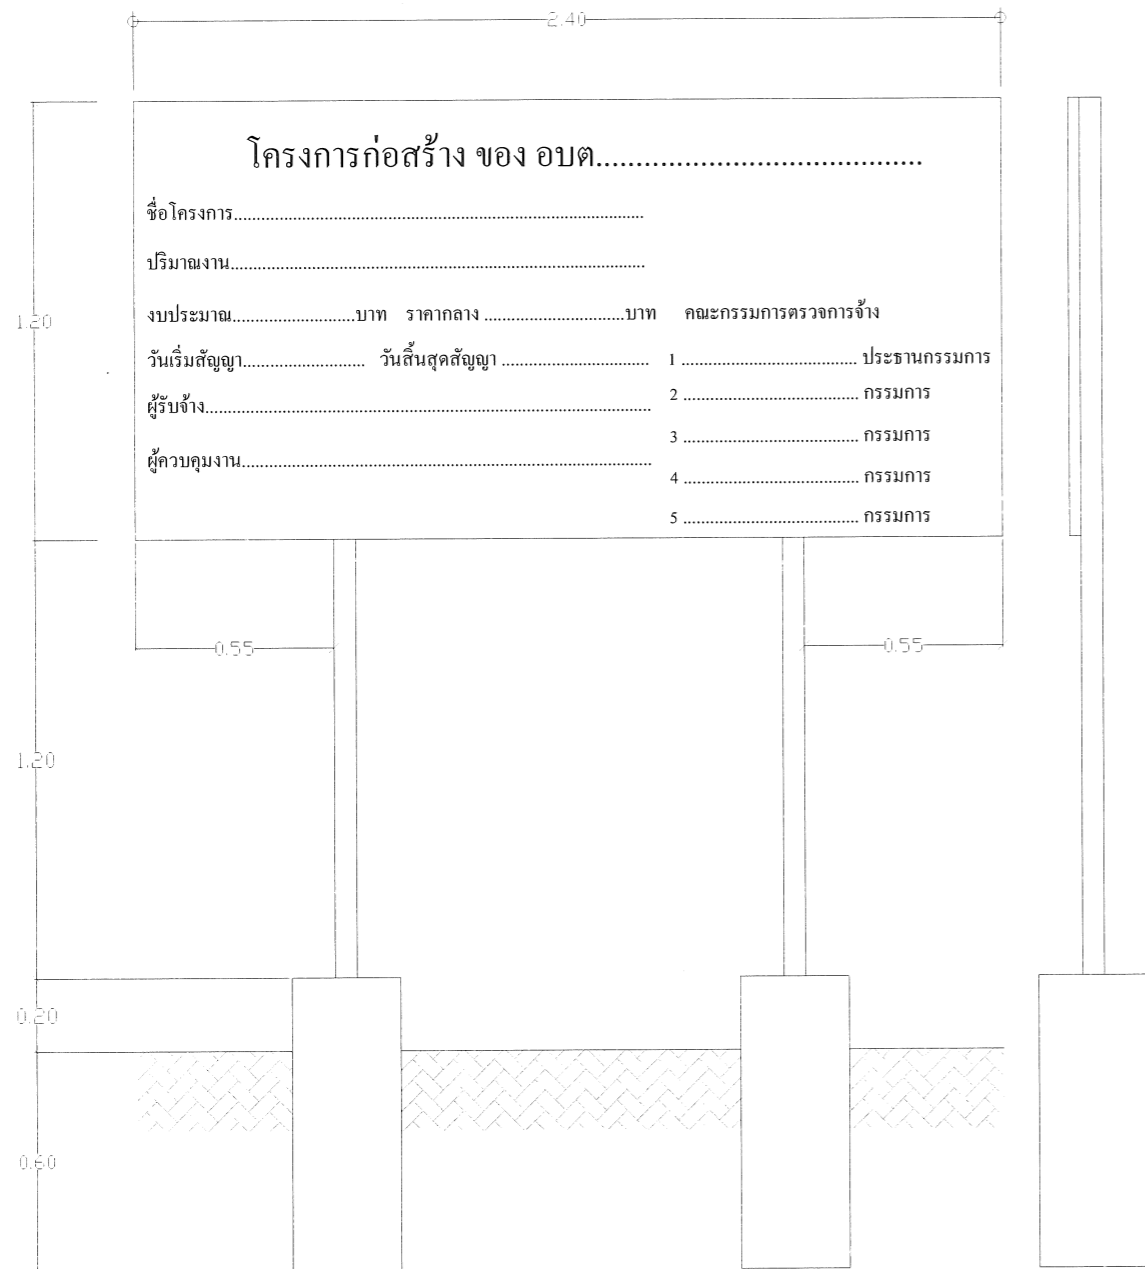 2.40
โครงการก่อสร้าง ของ อบต........................................
ชื่อโครงการ.........................................................................................
ปริมาณงาน.........................................................................................
งบประมาณ...........................บาท ราคากลาง ..............................บาท คณะกรรมการตรวจการจ้าง
วันเริ่มสัญญา.......................... วันสิ้นสุดสัญญา ................................ 1 ...................................... ประธานกรรมการ
2 ...................................... กรรมการ
ผู้รับจ้าง.................................................................................................
3 ...................................... กรรมการ
ผู้ควบคุมงาน.........................................................................................
4 ...................................... กรรมการ
5 ...................................... กรรมการ
1.20
0.55 0.55
1.20
0.20
0.60